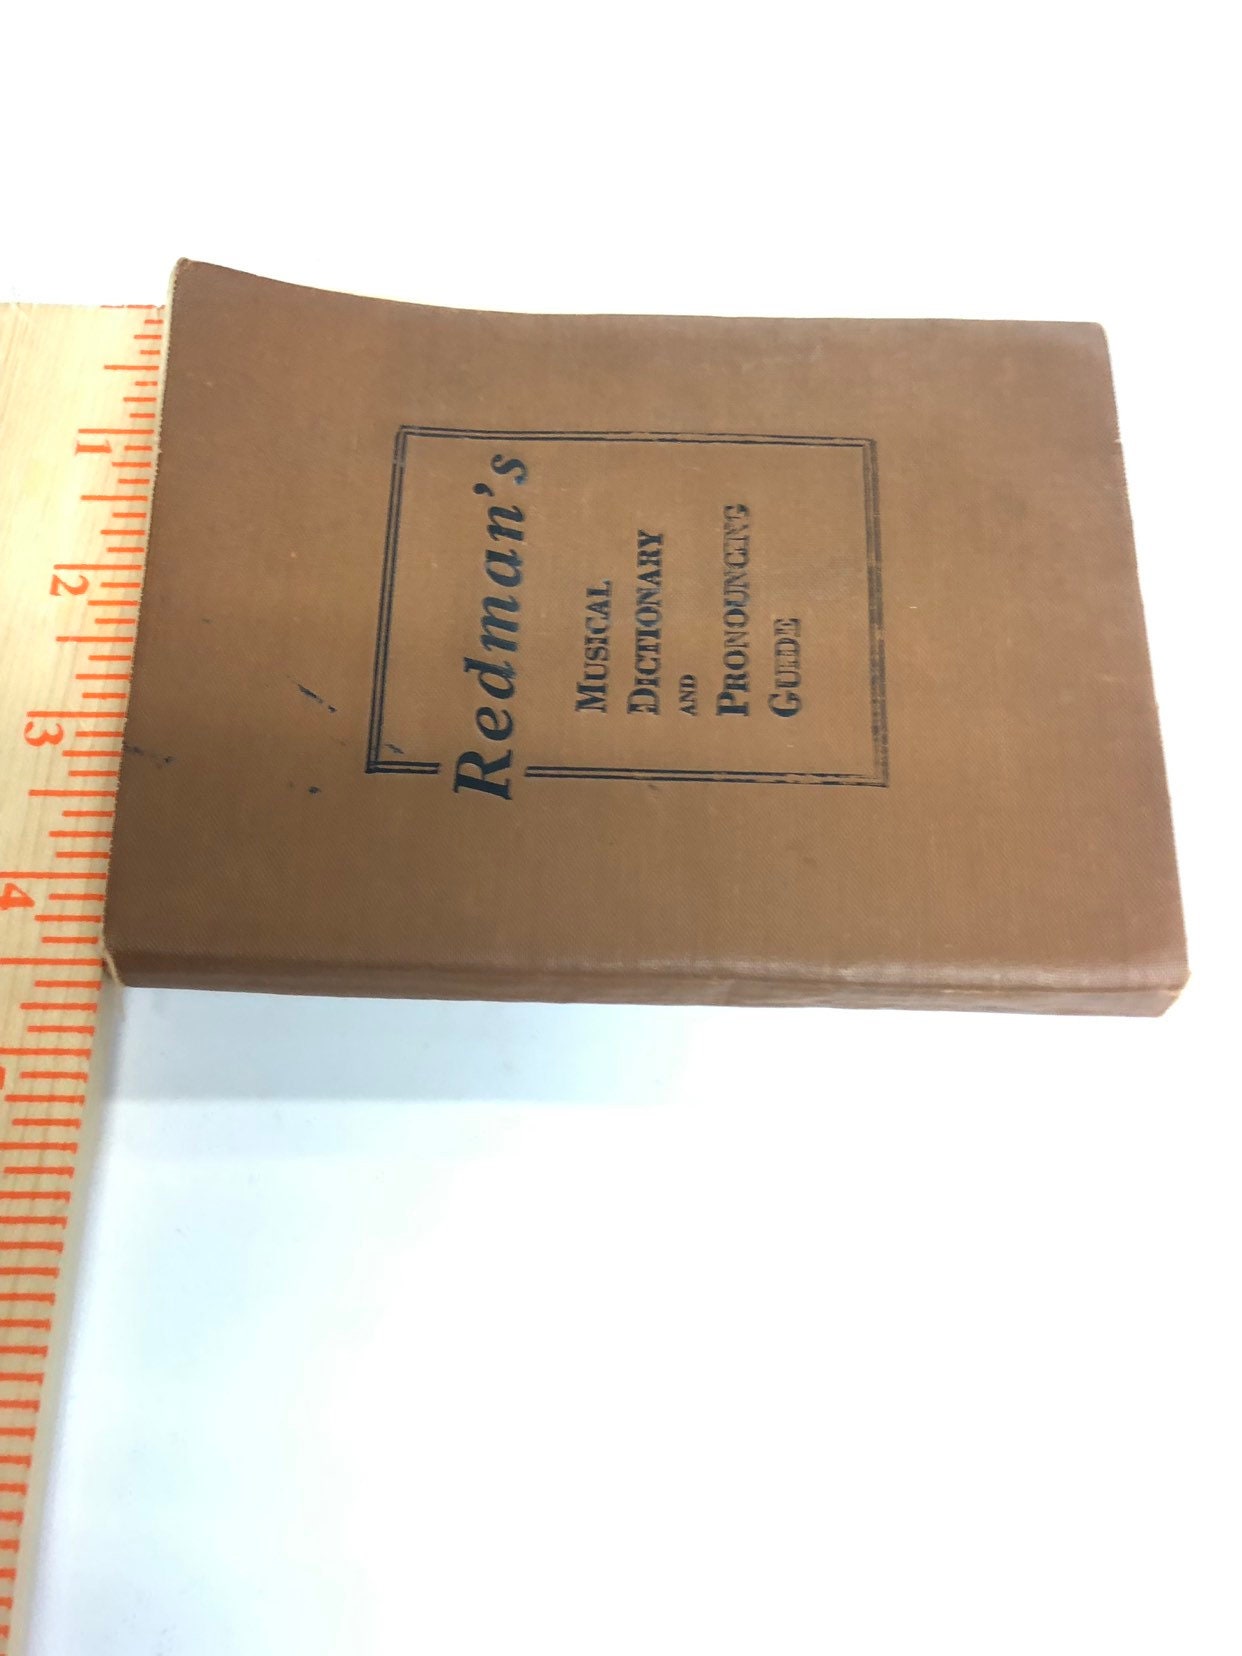 Redman's
MUSICAL
DICTIONARY
AND
PRONOUNCING
GUIDE
1
2
3
4